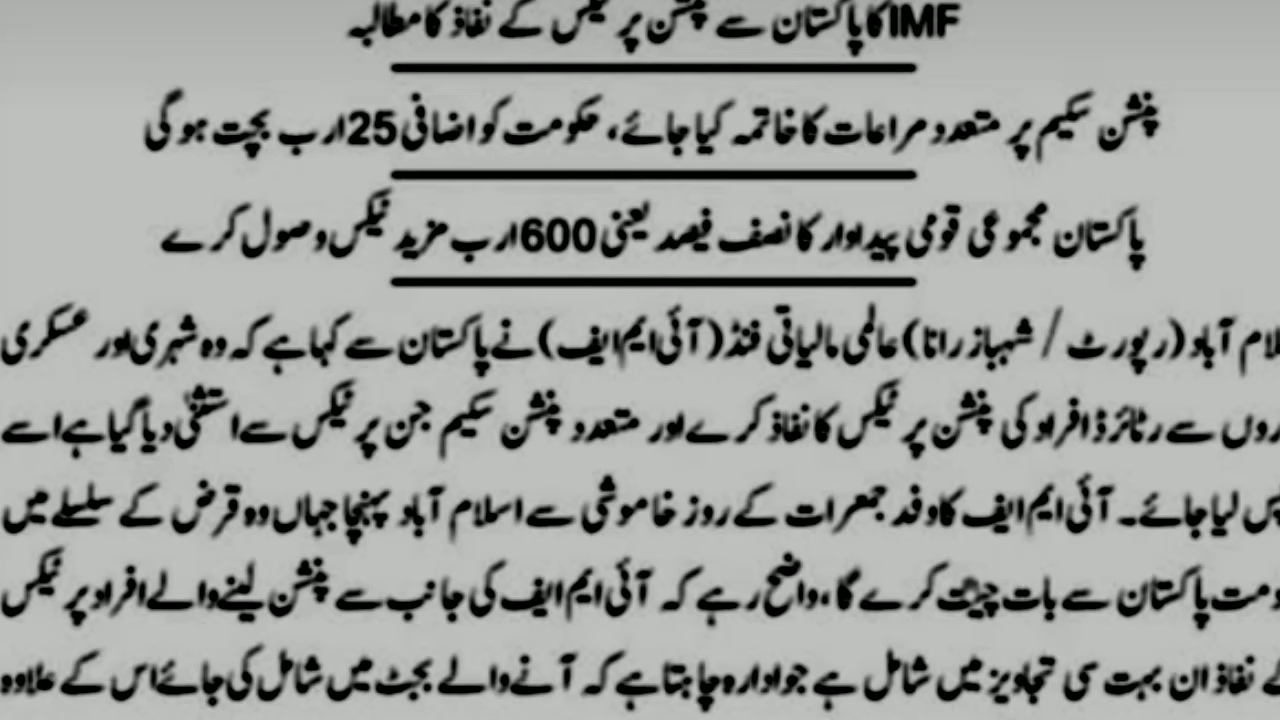 IMF کا پاکستان سے پنشن پر ٹیکس کے نفاذ کا مطالبہ
پنشن سکیم پر متعدد مراعات کا خاتمہ کیا جائے، حکومت کو اضافی 25 ارب بچت ہوگی
پاکستان مجموعی قومی پیداوار کا نصف فیصد یعنی 600 ارب مزید ٹیکس وصول کرے
آباد (رپورٹ / شہباز رانا) عالمی مالیاتی فنڈ (آئی ایم ایف) نے پاکستان سے کہا ہے کہ وہ شہری اور عسکری
سے ریٹائرڈ افراد کی پنشن پر ٹیکس کا نفاذ کرے اور متعدد پنشن سکیم جن پر ٹیکس سے استثنیٰ دیا گیا ہے اسے
لیا جائے۔ آئی ایم ایف کا وفد جمعرات کے روز خاموشی سے اسلام آباد پہنچا جہاں وہ قرض کے سلسلے میں
پاکستان سے بات چیت کرے گا، واضح رہے کہ آئی ایم ایف کی جانب سے پنشن لینے والے افراد پر ٹیکس
نفاذ ان بہت سی تجاویز میں شامل ہے جو ادارہ چاہتا ہے کہ آنے والے بجٹ میں شامل کی جائے اس کے علاوہ